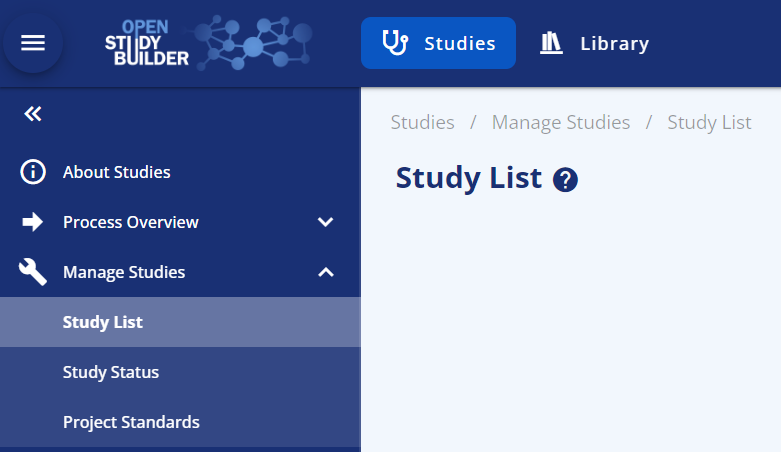 OPEN
STUDY
BUILDER
Studies
Library
About Studies
Process Overview
Manage Studies
Study List
Study Status
Project Standards
Studies / Manage Studies / Study List
Study List ?